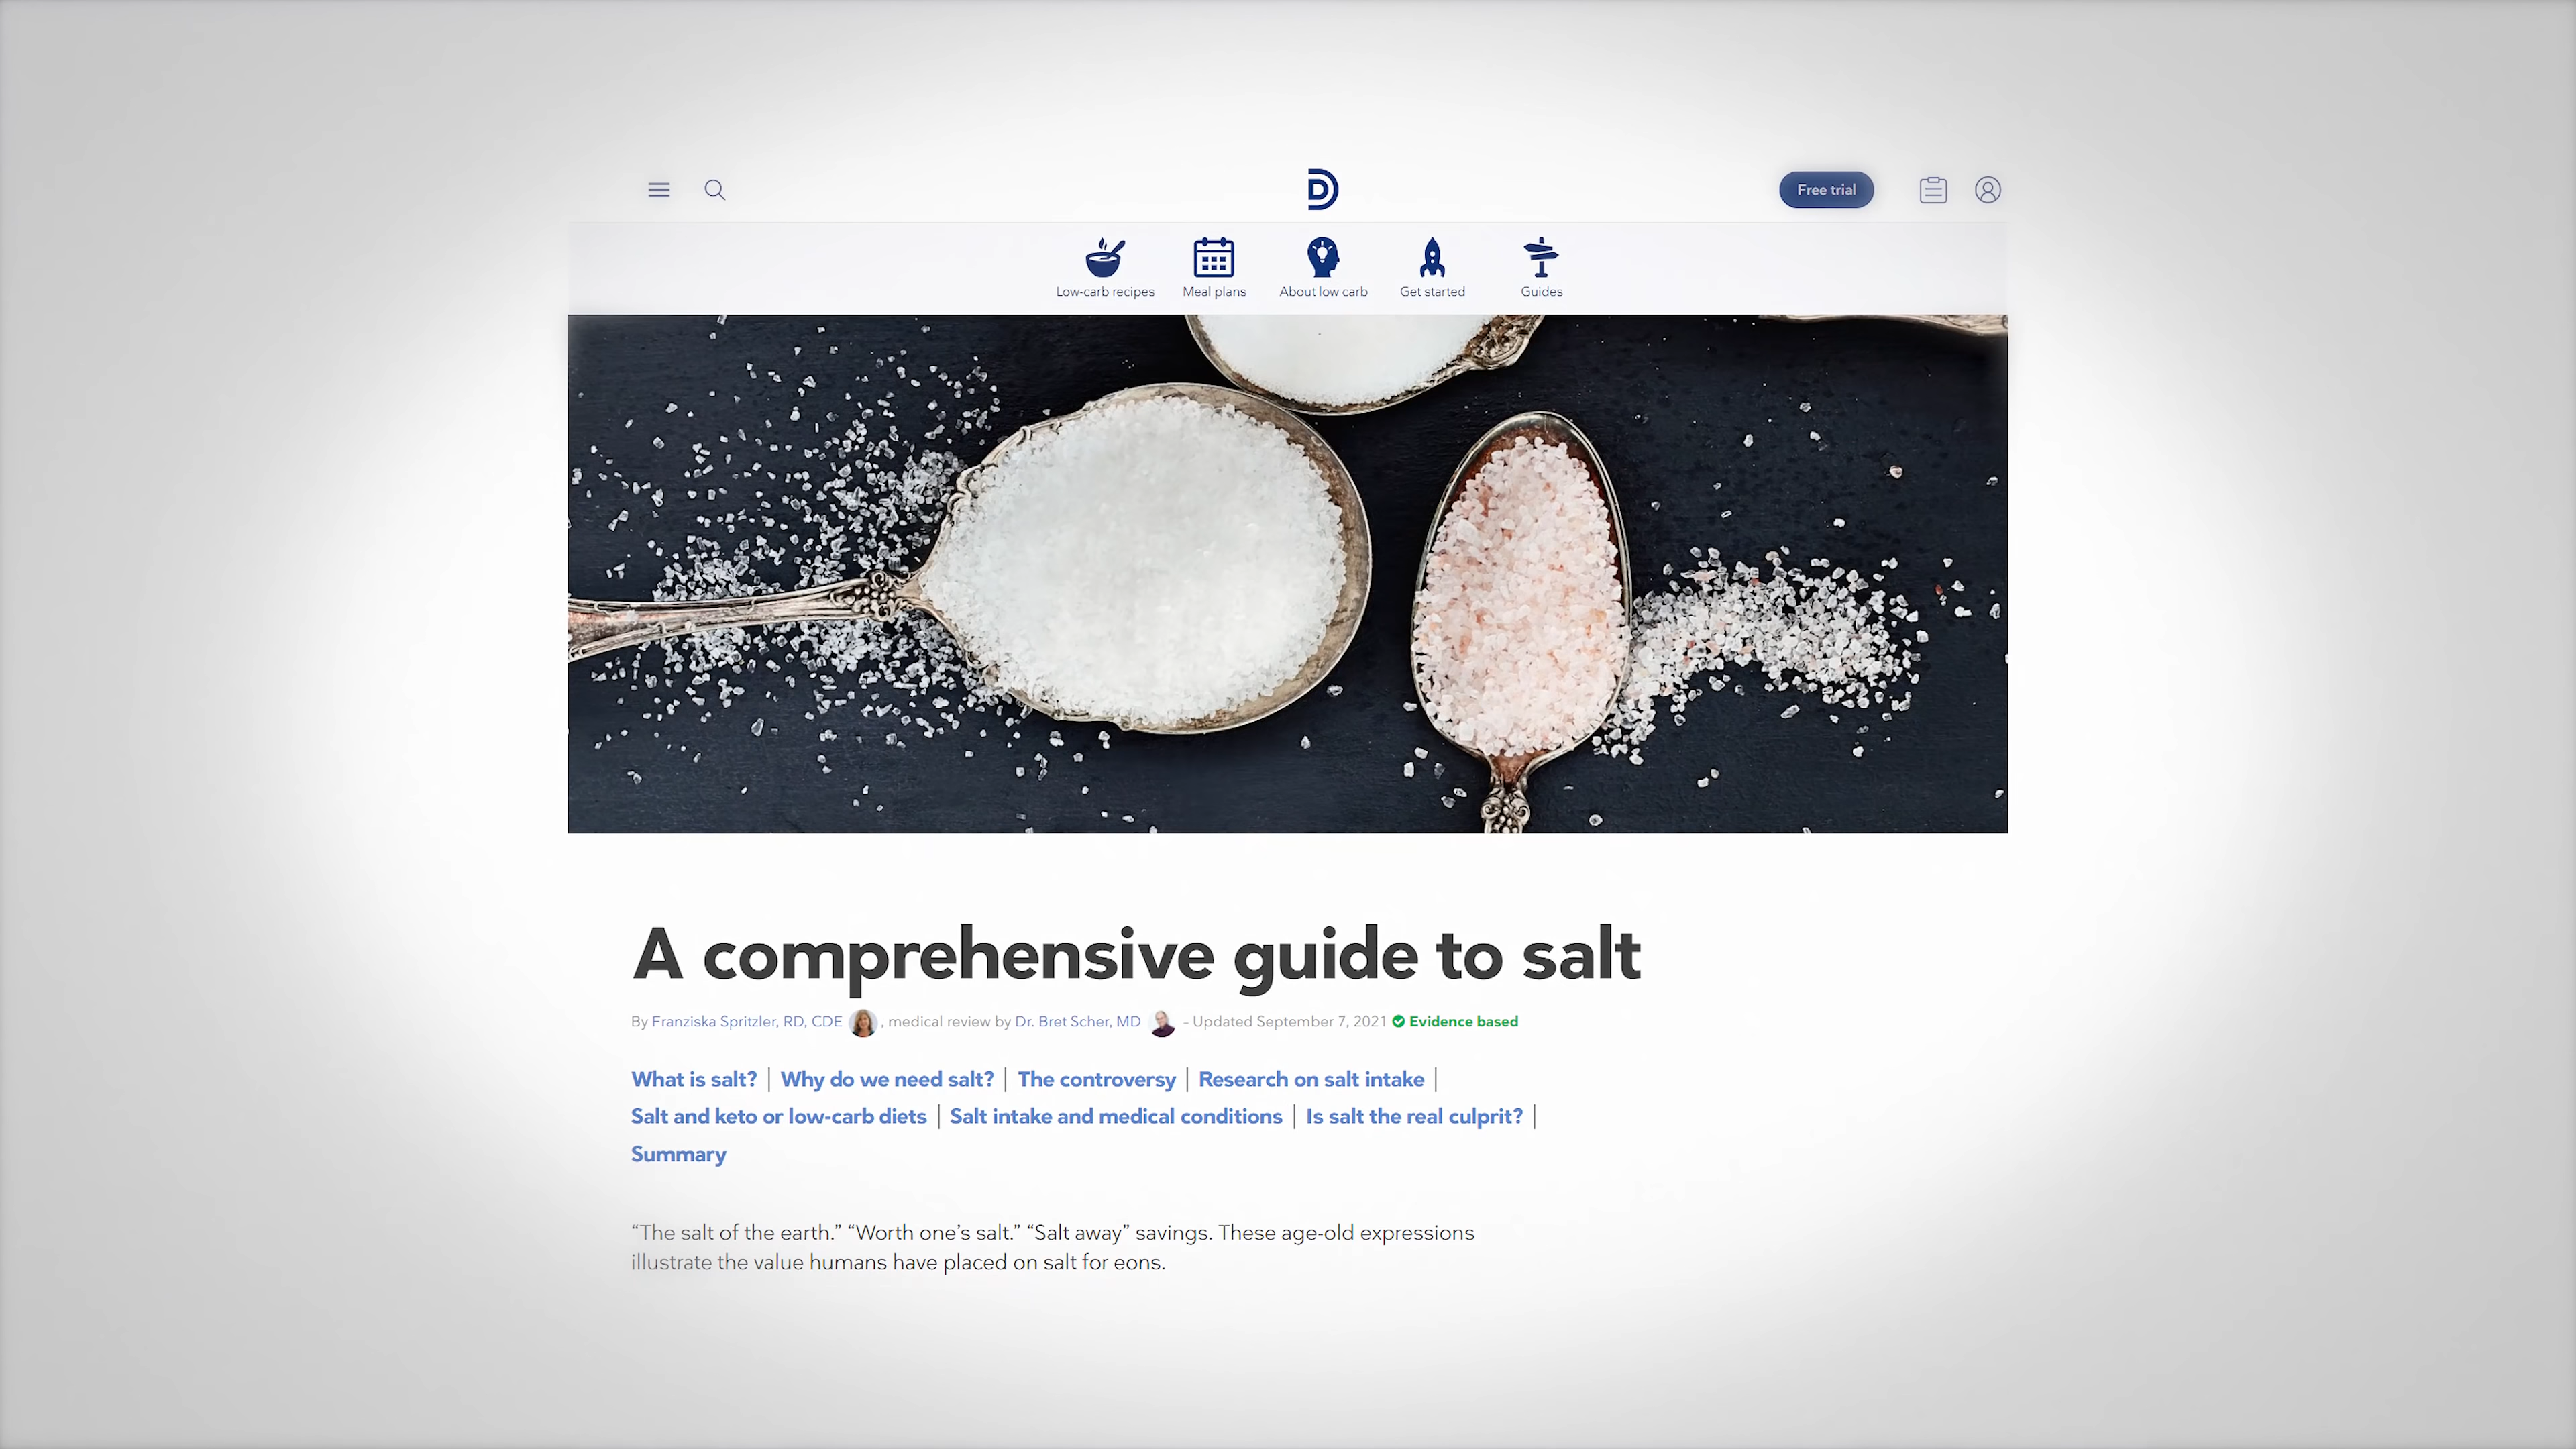 Free trial
Low-carb recipes
Meal plans
About low carb
Get started
Guides
A comprehensive guide to salt
By Franziska Spritzler, RD, CDE , medical review by Dr. Bret Scher, MD – Updated September 7, 2021 Evidence based
What is salt? | Why do we need salt? | The controversy | Research on salt intake |
Salt and keto or low-carb diets | Salt intake and medical conditions | Is salt the real culprit? |
Summary
“The salt of the earth.” “Worth one’s salt.” “Salt away” savings. These age-old expressions
illustrate the value humans have placed on salt for eons.